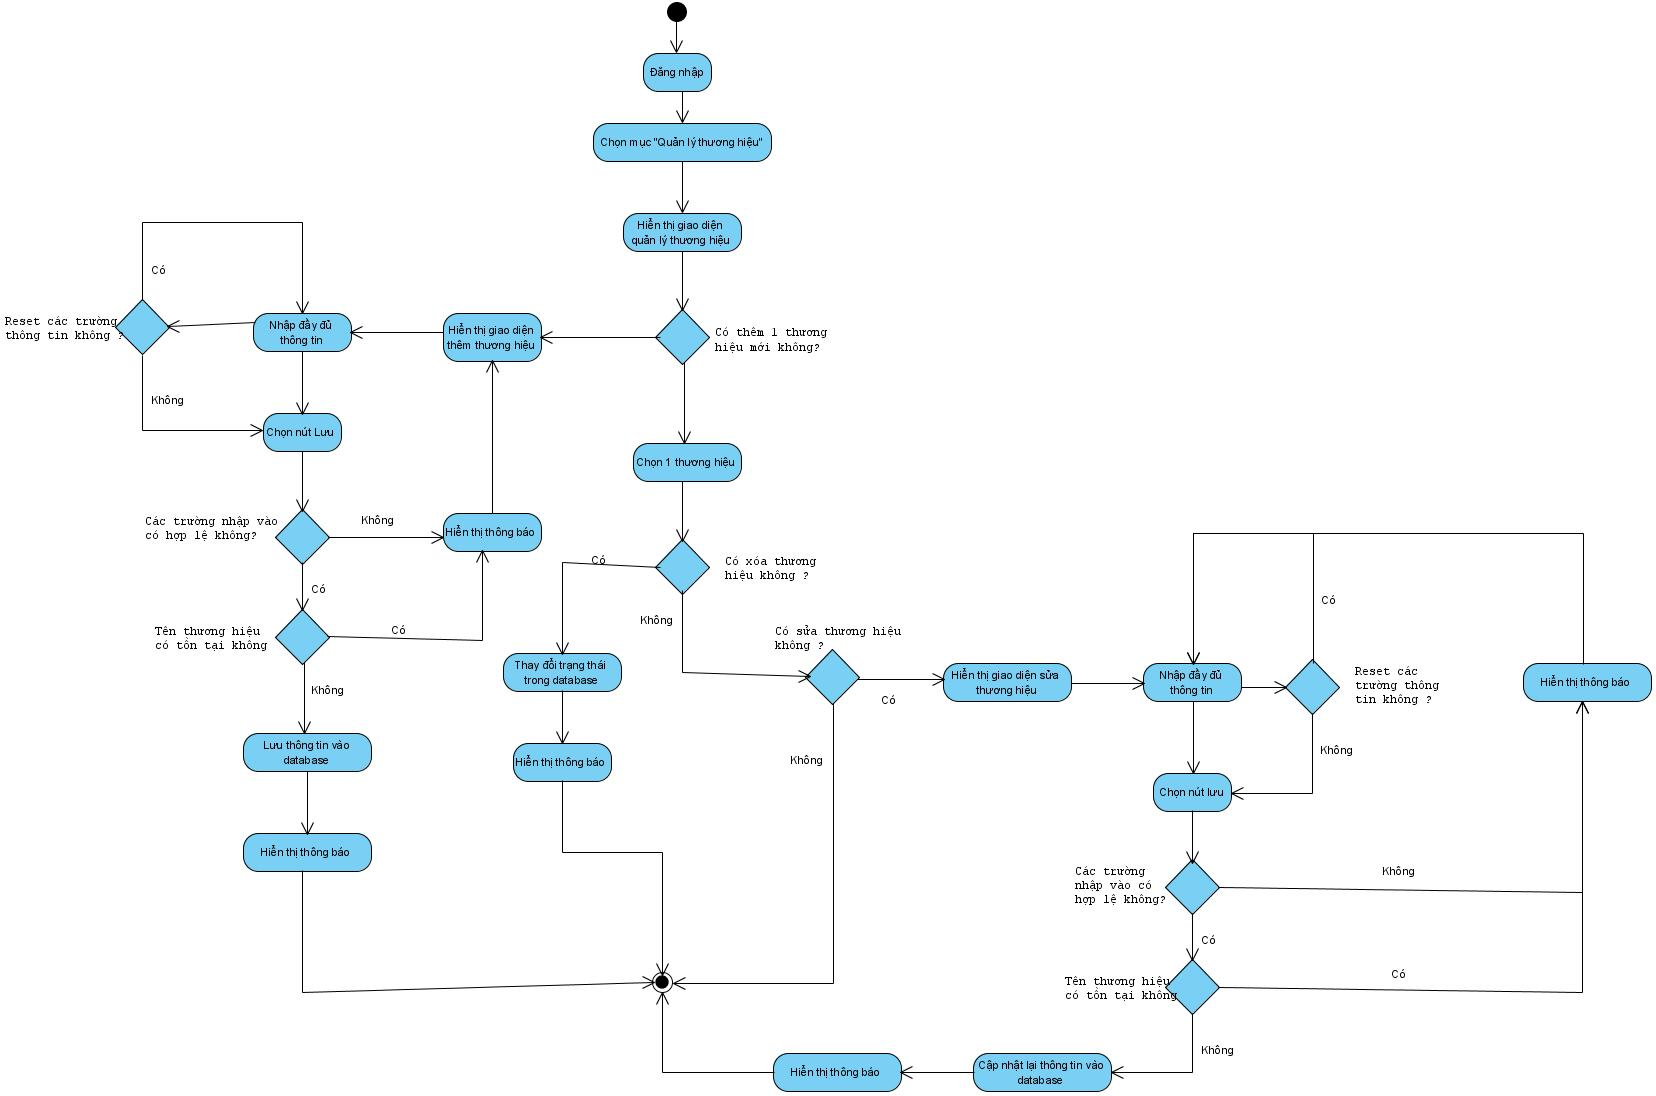 Đăng nhập
Chọn mục "Quản lý thương hiệu"
Hiển thị giao diện
quản lý thương hiệu
Có thêm 1 thương
hiệu mới không?
Hiển thị giao diện
thêm thương hiệu
Nhập đầy đủ
thông tin
Có
Reset các trường
thông tin không ?
Không
Chọn nút Lưu
Các trường nhập vào
có hợp lệ không?
Không
Hiển thị thông báo
Có
Tên thương hiệu
có tồn tại không
Có
Không
Lưu thông tin vào
database
Hiển thị thông báo
Chọn 1 thương hiệu
Có xóa thương
hiệu không ?
Có
Không
Thay đổi trạng thái
trong database
Hiển thị thông báo
Có sửa thương hiệu
không ?
Có
Không
Hiển thị giao diện sửa
thương hiệu
Nhập đầy đủ
thông tin
Có
Reset các
trường thông
tin không ?
Không
Hiển thị thông báo
Chọn nút lưu
Các trường
nhập vào có
hợp lệ không?
Không
Có
Tên thương hiệu
có tồn tại không
Có
Không
Cập nhật lại thông tin vào
database
Hiển thị thông báo